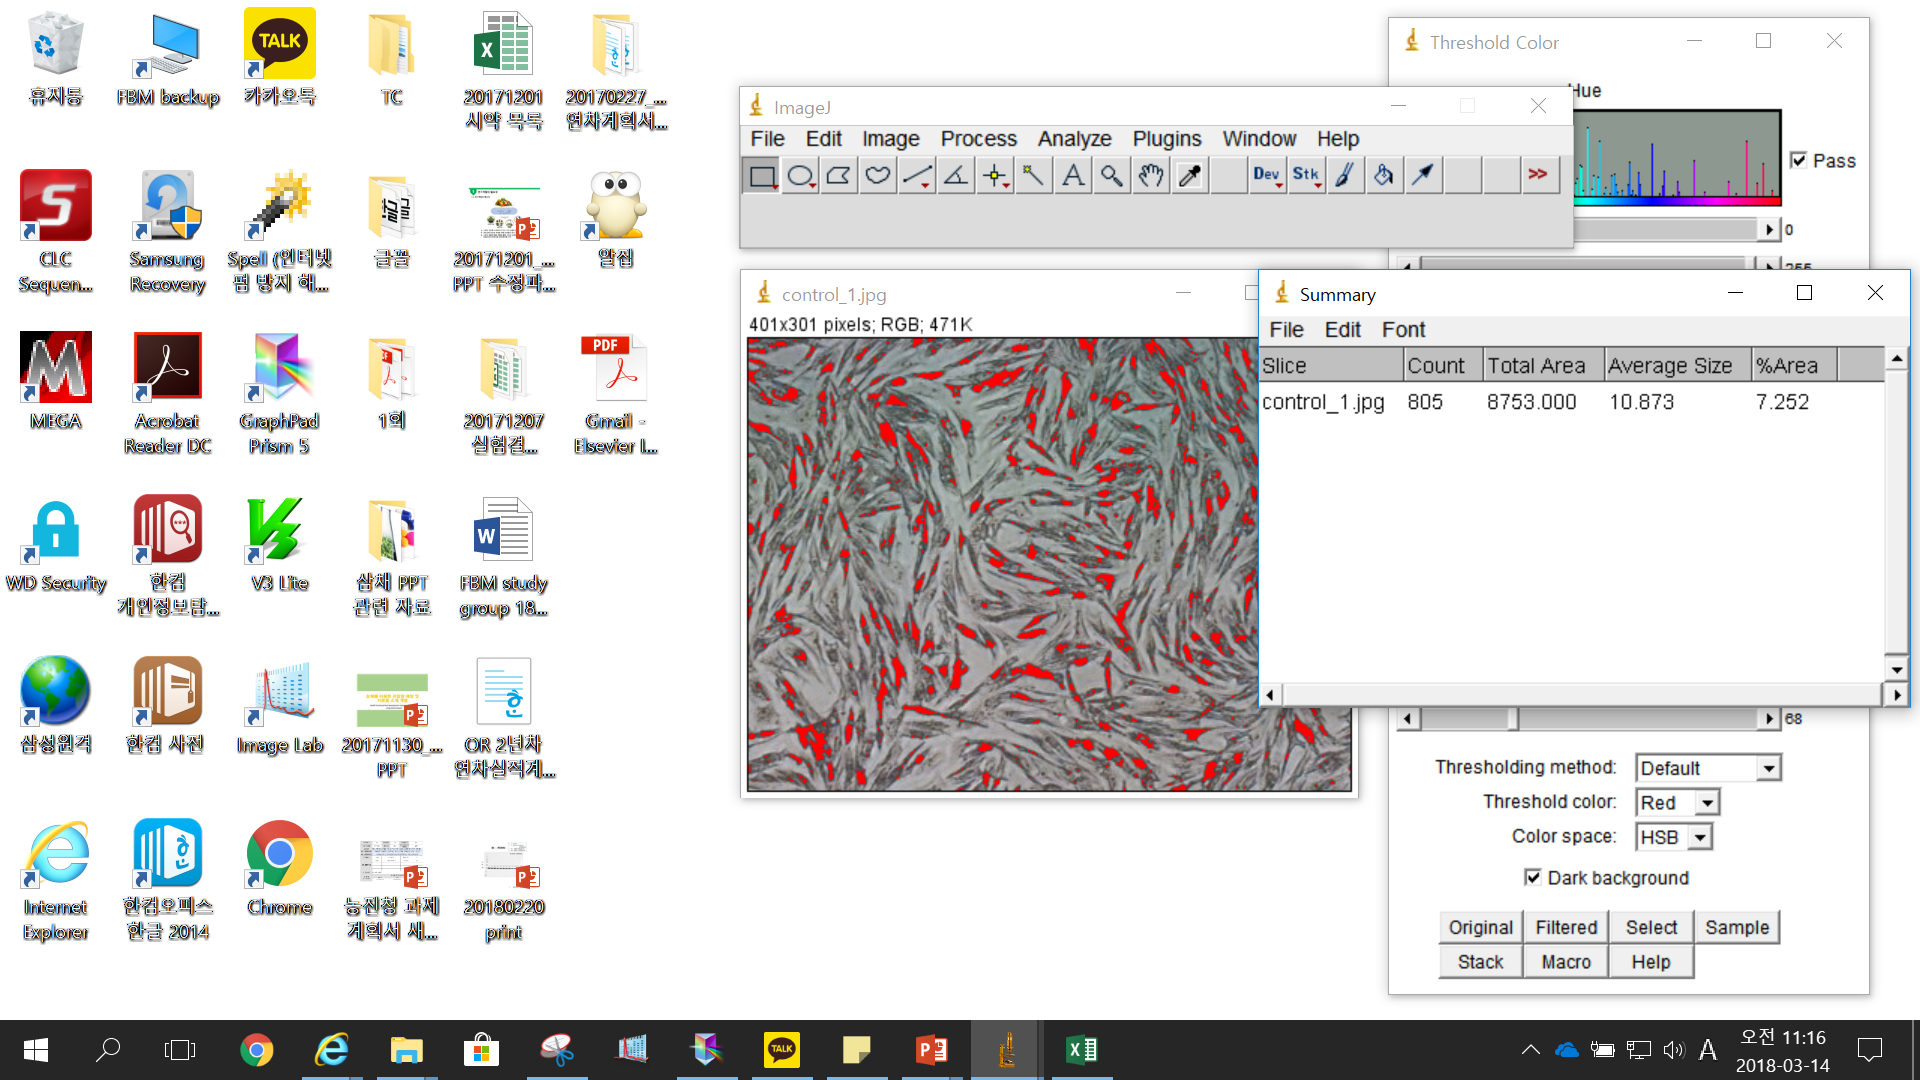 휴지통
FBM backup
TALK
카카오톡
TC
20171201
시약 목록
20170227_...
연차계획서...
CLC
Sequen...
Samsung
Recovery
Spell (인터넷
펌 방지 해...
글꼴
20171201_...
PPT 수정파...
알집
MEGA
Acrobat
Reader DC
GraphPad
Prism 5
1회
20171207
실험결...
PDF
Gmail -
Elsevier I...
WD Security
한컴
개인정보탐...
V3 Lite
삼채 PPT
관련 자료
FBM study
group 18...
삼성원격
한컴 사전
Image Lab
20171130_...
PPT
OR 2년차
연차실적계...
Internet
Explorer
한컴오피스
한글 2014
Chrome
능진청 과제
계획서 새...
20180220
print
ImageJ
File Edit Image Process Analyze Plugins Window Help
Dev Stk >>
control_1.jpg
401x301 pixels; RGB; 471K
Threshold Color
Hue
Pass
0
255
Summary
File Edit Font
Slice Count Total Area Average Size %Area
control_1.jpg 805 8753.000 10.873 7.252
68
Thresholding method: Default
Threshold color: Red
Color space: HSB
Dark background
Original Filtered Select Sample
Stack Macro Help
TALK
A
오전 11:16
2018-03-14